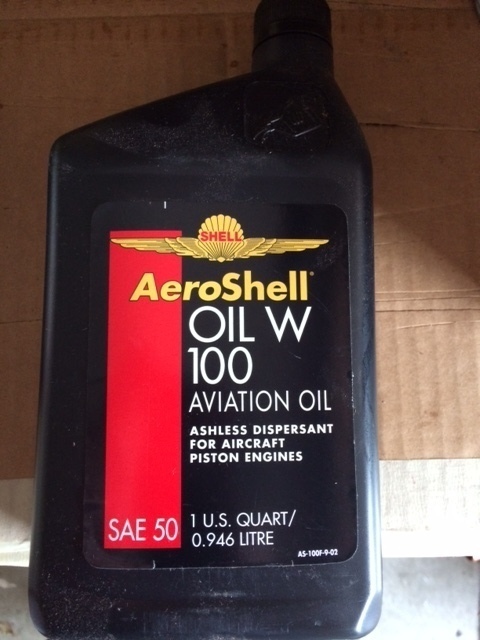 SHELL
AeroShell®
OIL W
100
AVIATION OIL
ASHLESS DISPERSANT
FOR AIRCRAFT
PISTON ENGINES
SAE 50
1 U.S. QUART/
0.946 LITRE
AS-100F-9-02